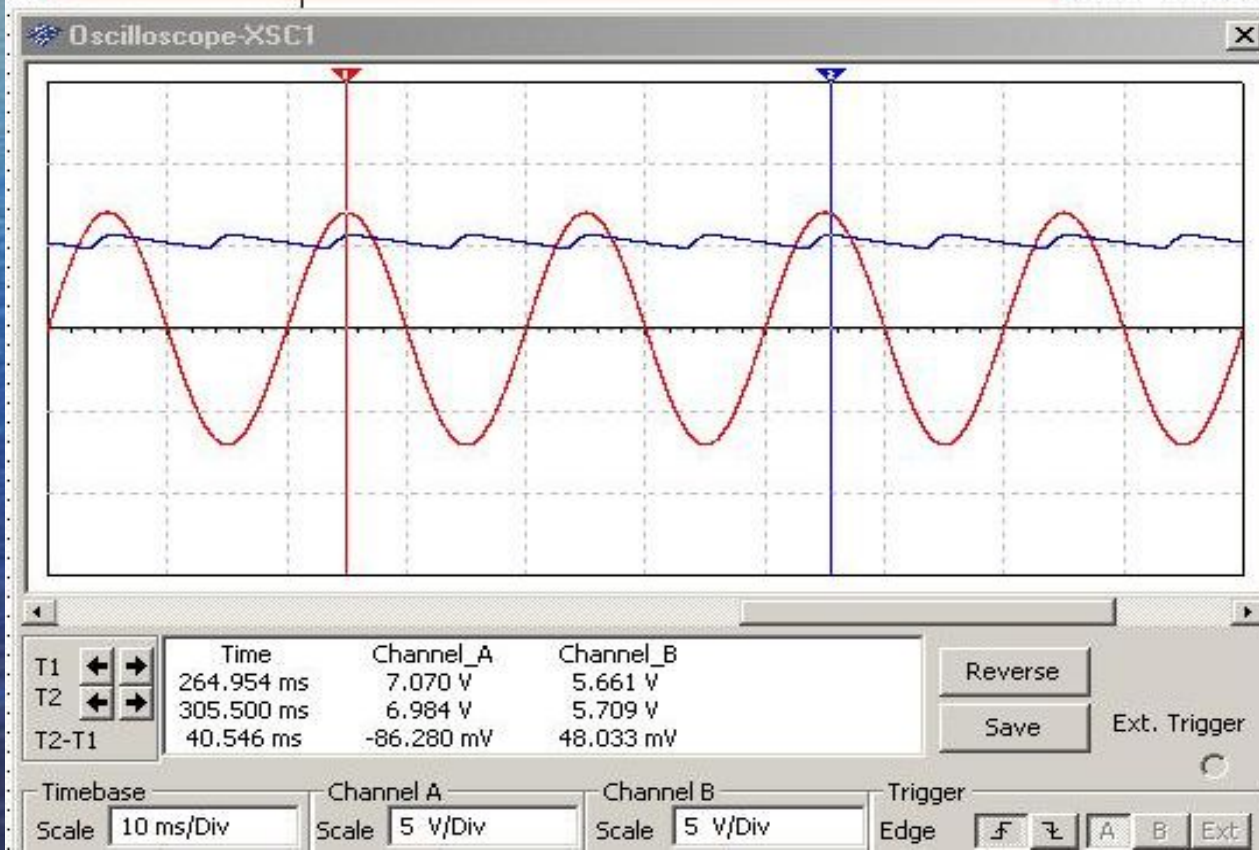 Oscilloscope-XSC1
1 2
T1
T2
T2-T1
Time Channel_A Channel_B
264.954 ms 7.070 V 5.661 V
305.500 ms 6.984 V 5.709 V
40.546 ms -86.280 mV 48.033 mV
Reverse
Save
Ext. Trigger
Timebase Channel A Channel B Trigger
Scale 10 ms/Div Scale 5 V/Div Scale 5 V/Div Edge A B Ext